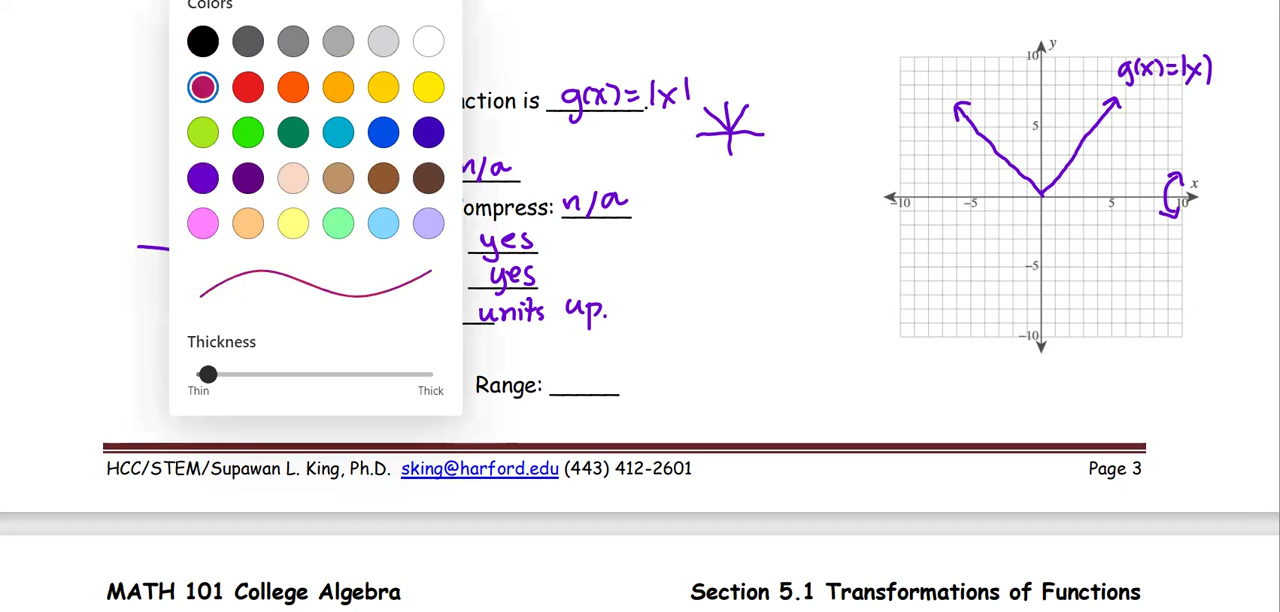 Colors
nction is g(x)=|x|
n/a
ompress: n/a
yes
yes
units up.
Range: _____
Thickness
Thin Thick
y
g(x)=|x|
10
5
-10 -5 5 10 x
-5
-10
HCC/STEM/Supawan L. King, Ph.D. sking@harford.edu (443) 412-2601 Page 3
MATH 101 College Algebra Section 5.1 Transformations of Functions